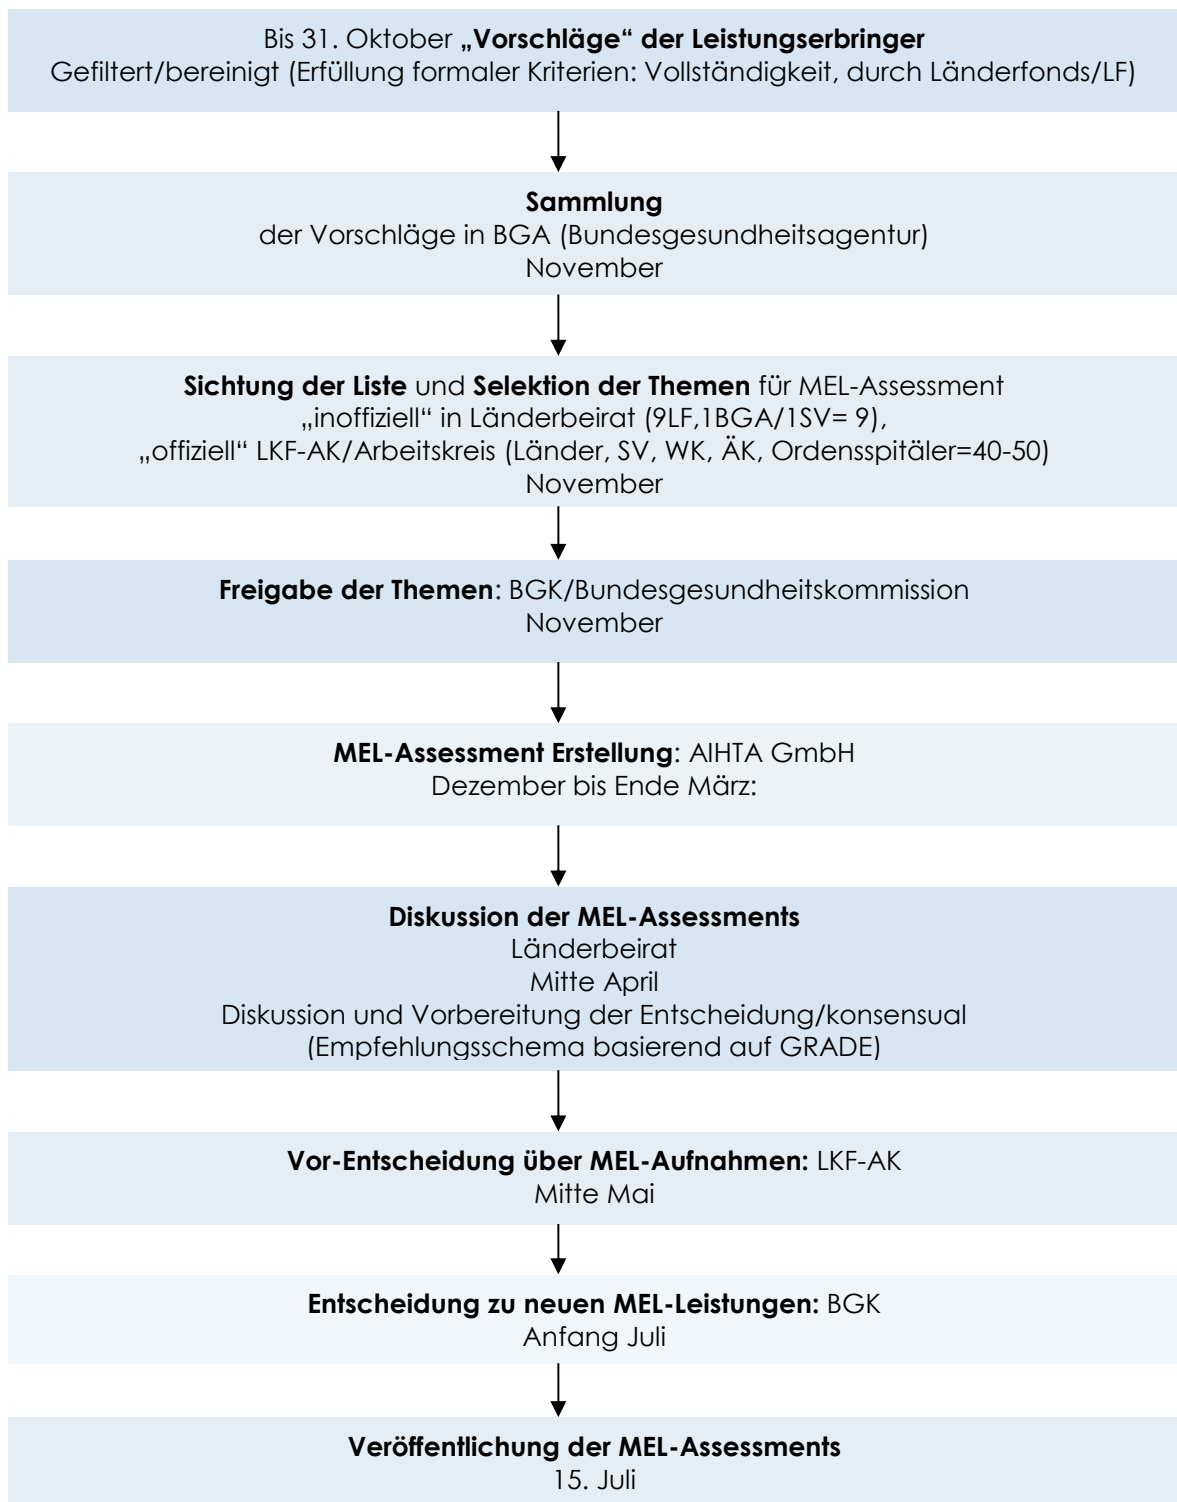 Bis 31. Oktober „Vorschläge“ der Leistungserbringer
Gefiltert/bereinigt (Erfüllung formaler Kriterien: Vollständigkeit, durch Länderfonds/LF)
Sammlung
der Vorschläge in BGA (Bundesgesundheitsagentur)
November
Sichtung der Liste und Selektion der Themen für MEL-Assessment
„inoffiziell“ in Länderbeirat (9LF,1BGA/1SV= 9),
„offiziell“ LKF-AK/Arbeitskreis (Länder, SV, WK, ÄK, Ordensspitäler=40-50)
November
Freigabe der Themen: BGK/Bundesgesundheitskommission
November
MEL-Assessment Erstellung: AIHTA GmbH
Dezember bis Ende März:
Diskussion der MEL-Assessments
Länderbeirat
Mitte April
Diskussion und Vorbereitung der Entscheidung/konsensual
(Empfehlungsschema basierend auf GRADE)
Vor-Entscheidung über MEL-Aufnahmen: LKF-AK
Mitte Mai
Entscheidung zu neuen MEL-Leistungen: BGK
Anfang Juli
Veröffentlichung der MEL-Assessments
15. Juli